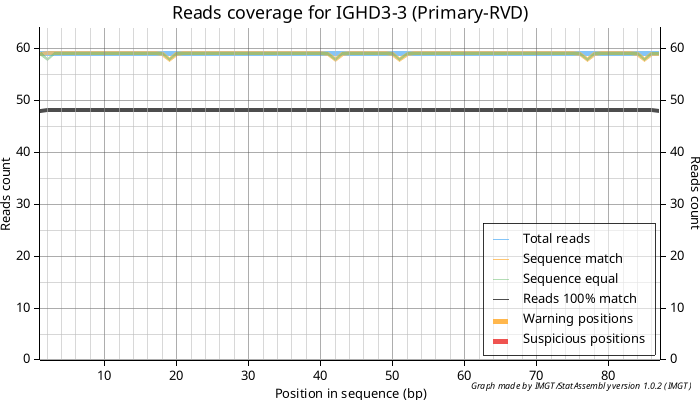 Reads coverage for IGHD3-3 (Primary-RVD)
60 60
50 50
40 40
30 30
20 20
10 10
0 0
Reads count
Reads count
Total reads
Sequence match
Sequence equal
Reads 100% match
Warning positions
Suspicious positions
10 20 30 40 50 60 70 80
Position in sequence (bp)
Graph made by IMGT/StatAssembly version 1.0.2 (IMGT)